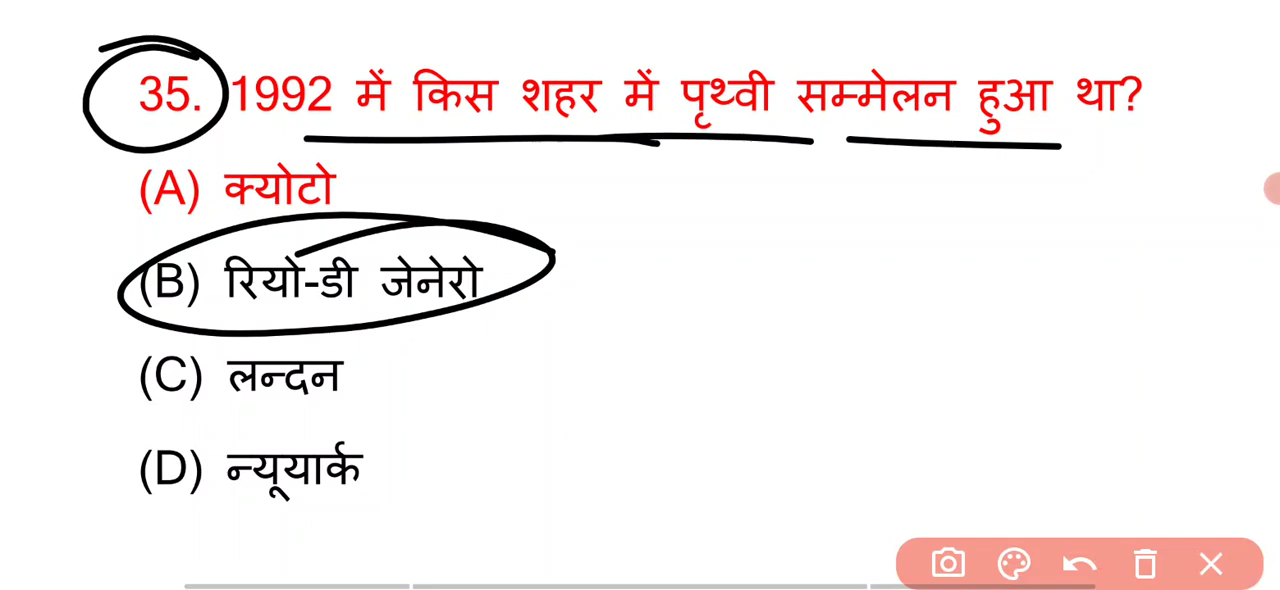 35. 1992 में किस शहर में पृथ्वी सम्मेलन हुआ था?
(A) क्योटो
(B) रियो-डी जेनेरो
(C) लन्दन
(D) न्यूयार्क